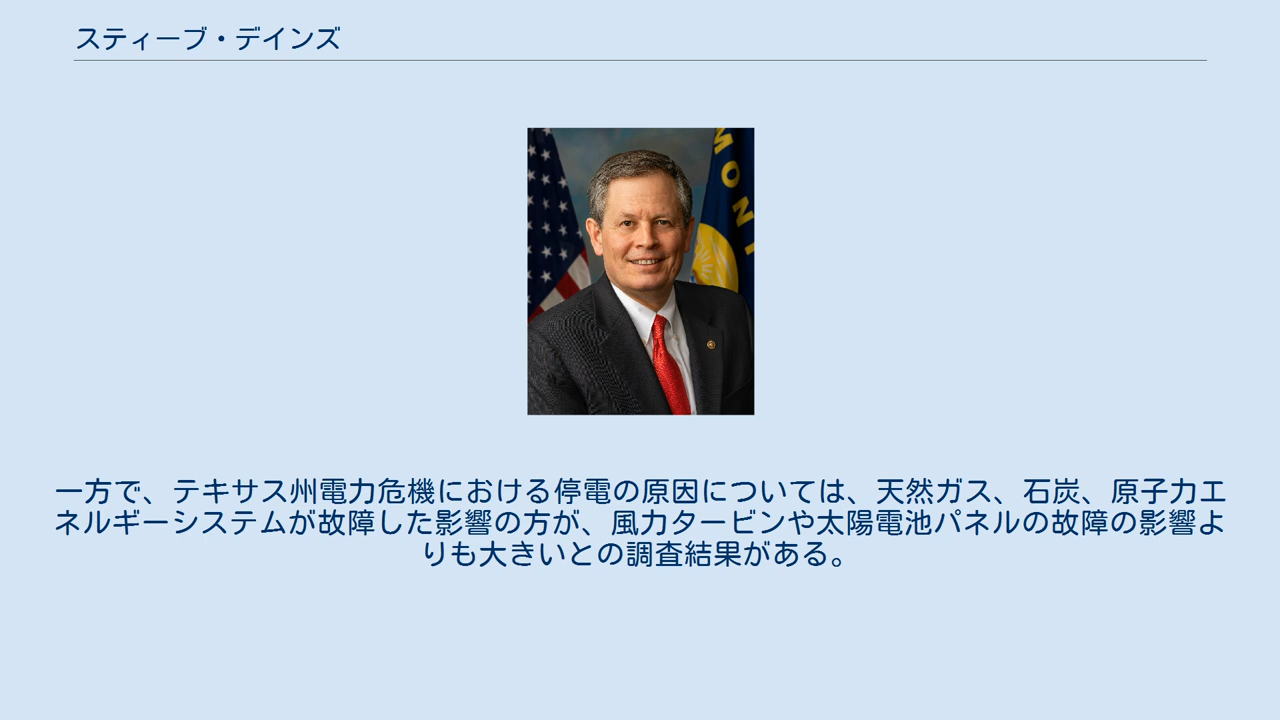 スティーブ・デインズ
MONT
一方で、テキサス州電力危機における停電の原因については、天然ガス、石炭、原子力エ
ネルギーシステムが故障した影響の方が、風力タービンや太陽電池パネルの故障の影響よ
りも大きいとの調査結果がある。